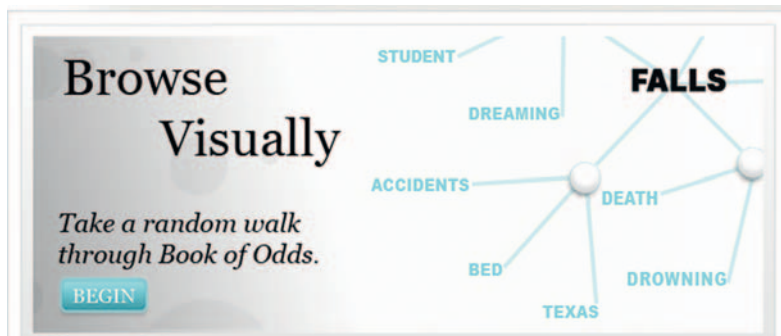 Browse
Visually
Take a random walk
through Book of Odds.
BEGIN
STUDENT
FALLS
DREAMING
ACCIDENTS
DEATH
BED
DROWNING
TEXAS